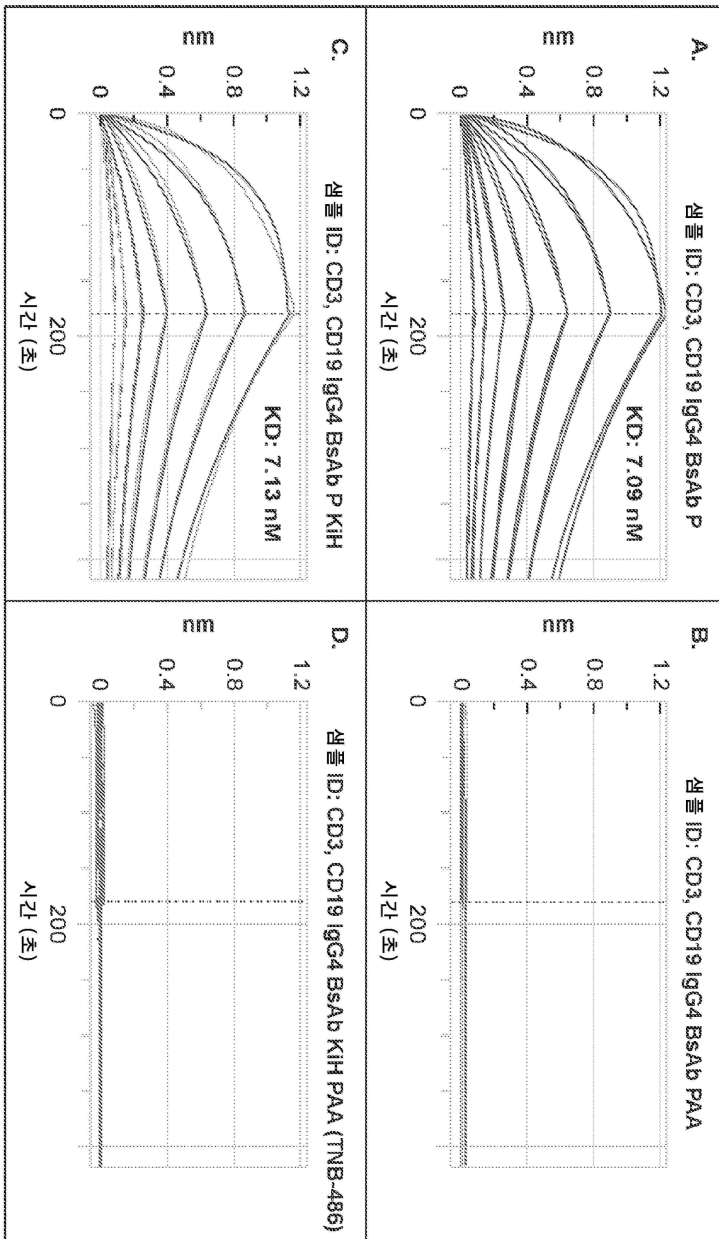 A.
샘플 ID: CD3, CD19 IgG4 BsAb P
nm
1.2
0.8
0.4
0
KD: 7.09 nM
0
200
시간 (초)
B.
샘플 ID: CD3, CD19 IgG4 BsAb PAA
nm
1.2
0.8
0.4
0
0
200
시간 (초)
C.
샘플 ID: CD3, CD19 IgG4 BsAb P KiH
nm
1.2
0.8
0.4
0
KD: 7.13 nM
0
200
시간 (초)
D.
샘플 ID: CD3, CD19 IgG4 BsAb KiH PAA (TNB-486)
nm
1.2
0.8
0.4
0
0
200
시간 (초)